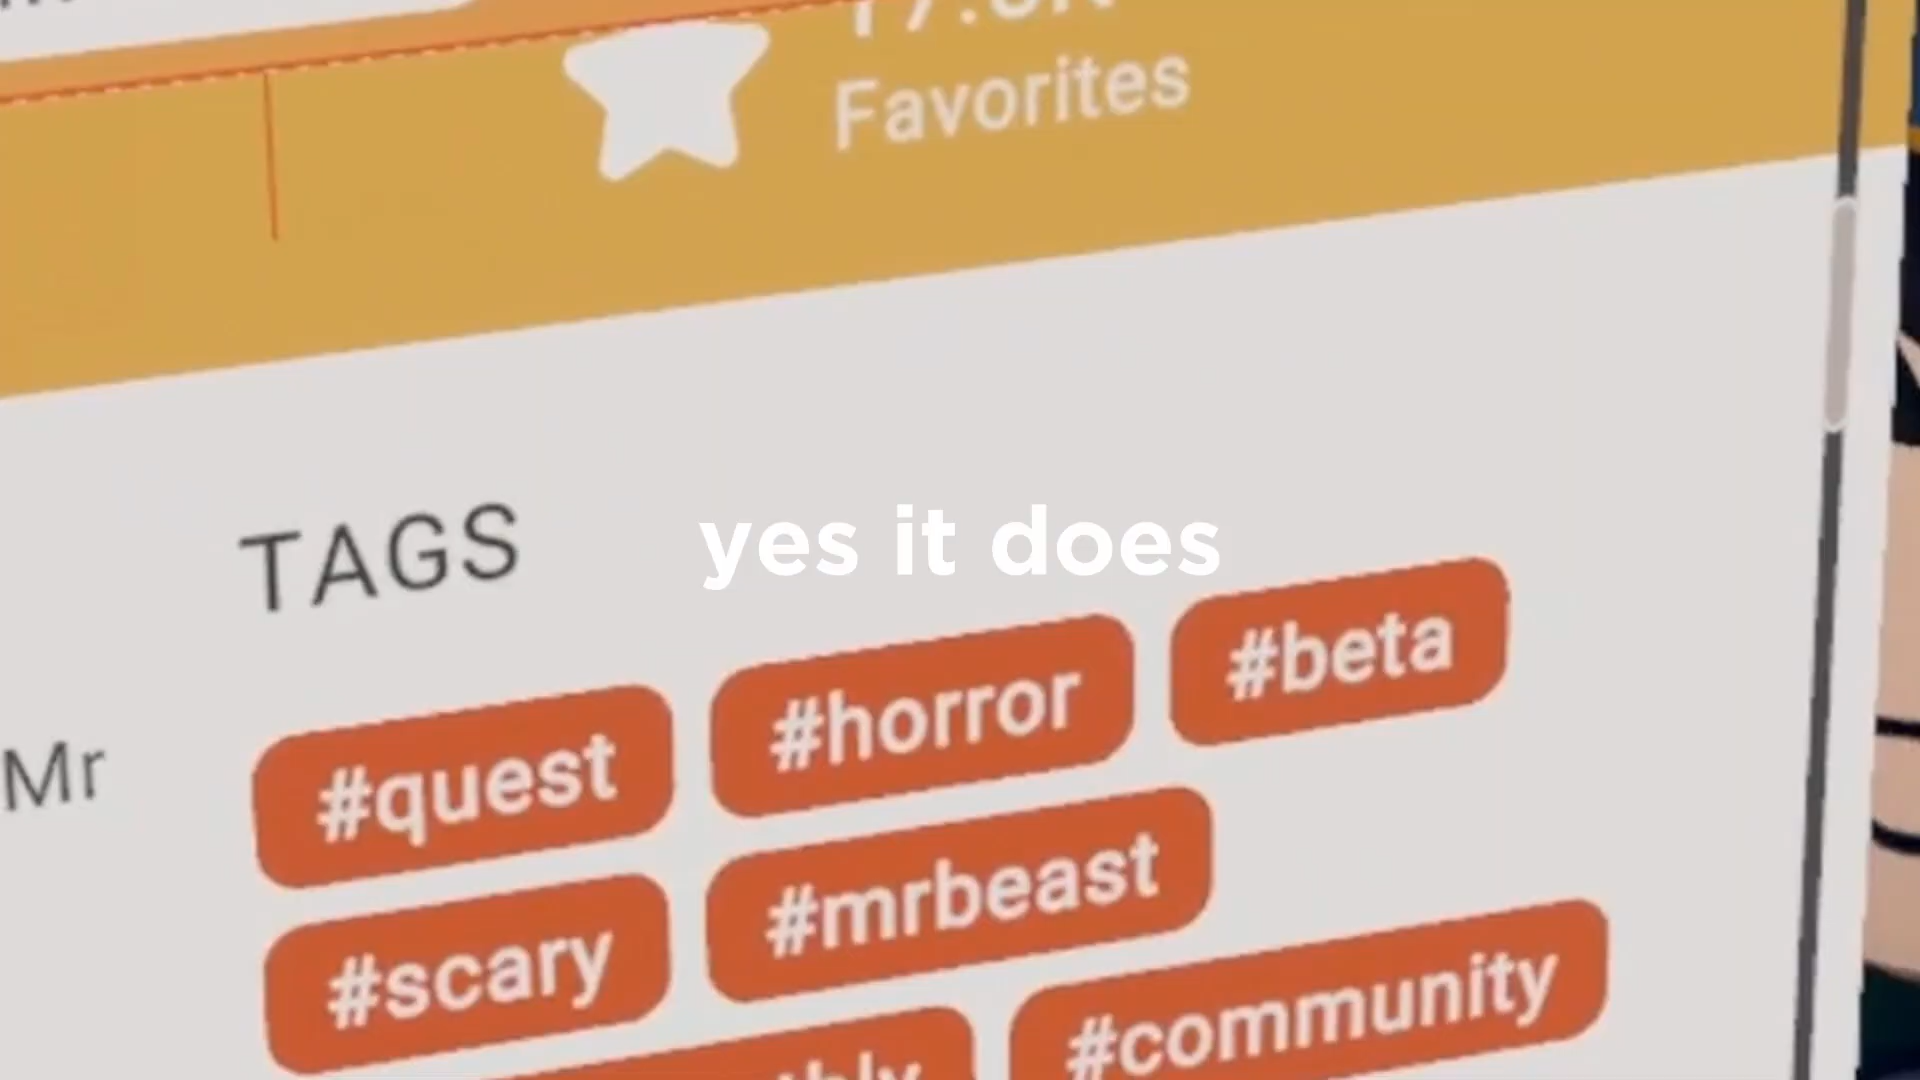 Favorites
TAGS
yes it does
#quest #horror #beta
Mr
#scary #mrbeast
#community